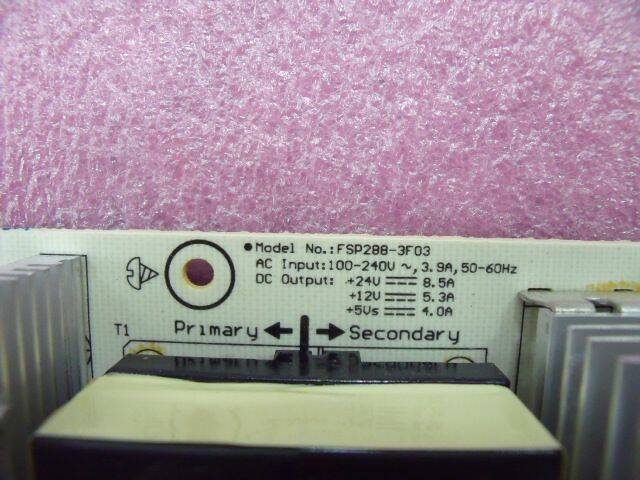 Model No.:FSP288-3F03
AC Input:100-240V ~,3.9A,50-60Hz
DC Output: +24V 8.5A
+12V 5.3A
+5Vs 4.0A
T1 Primary Secondary